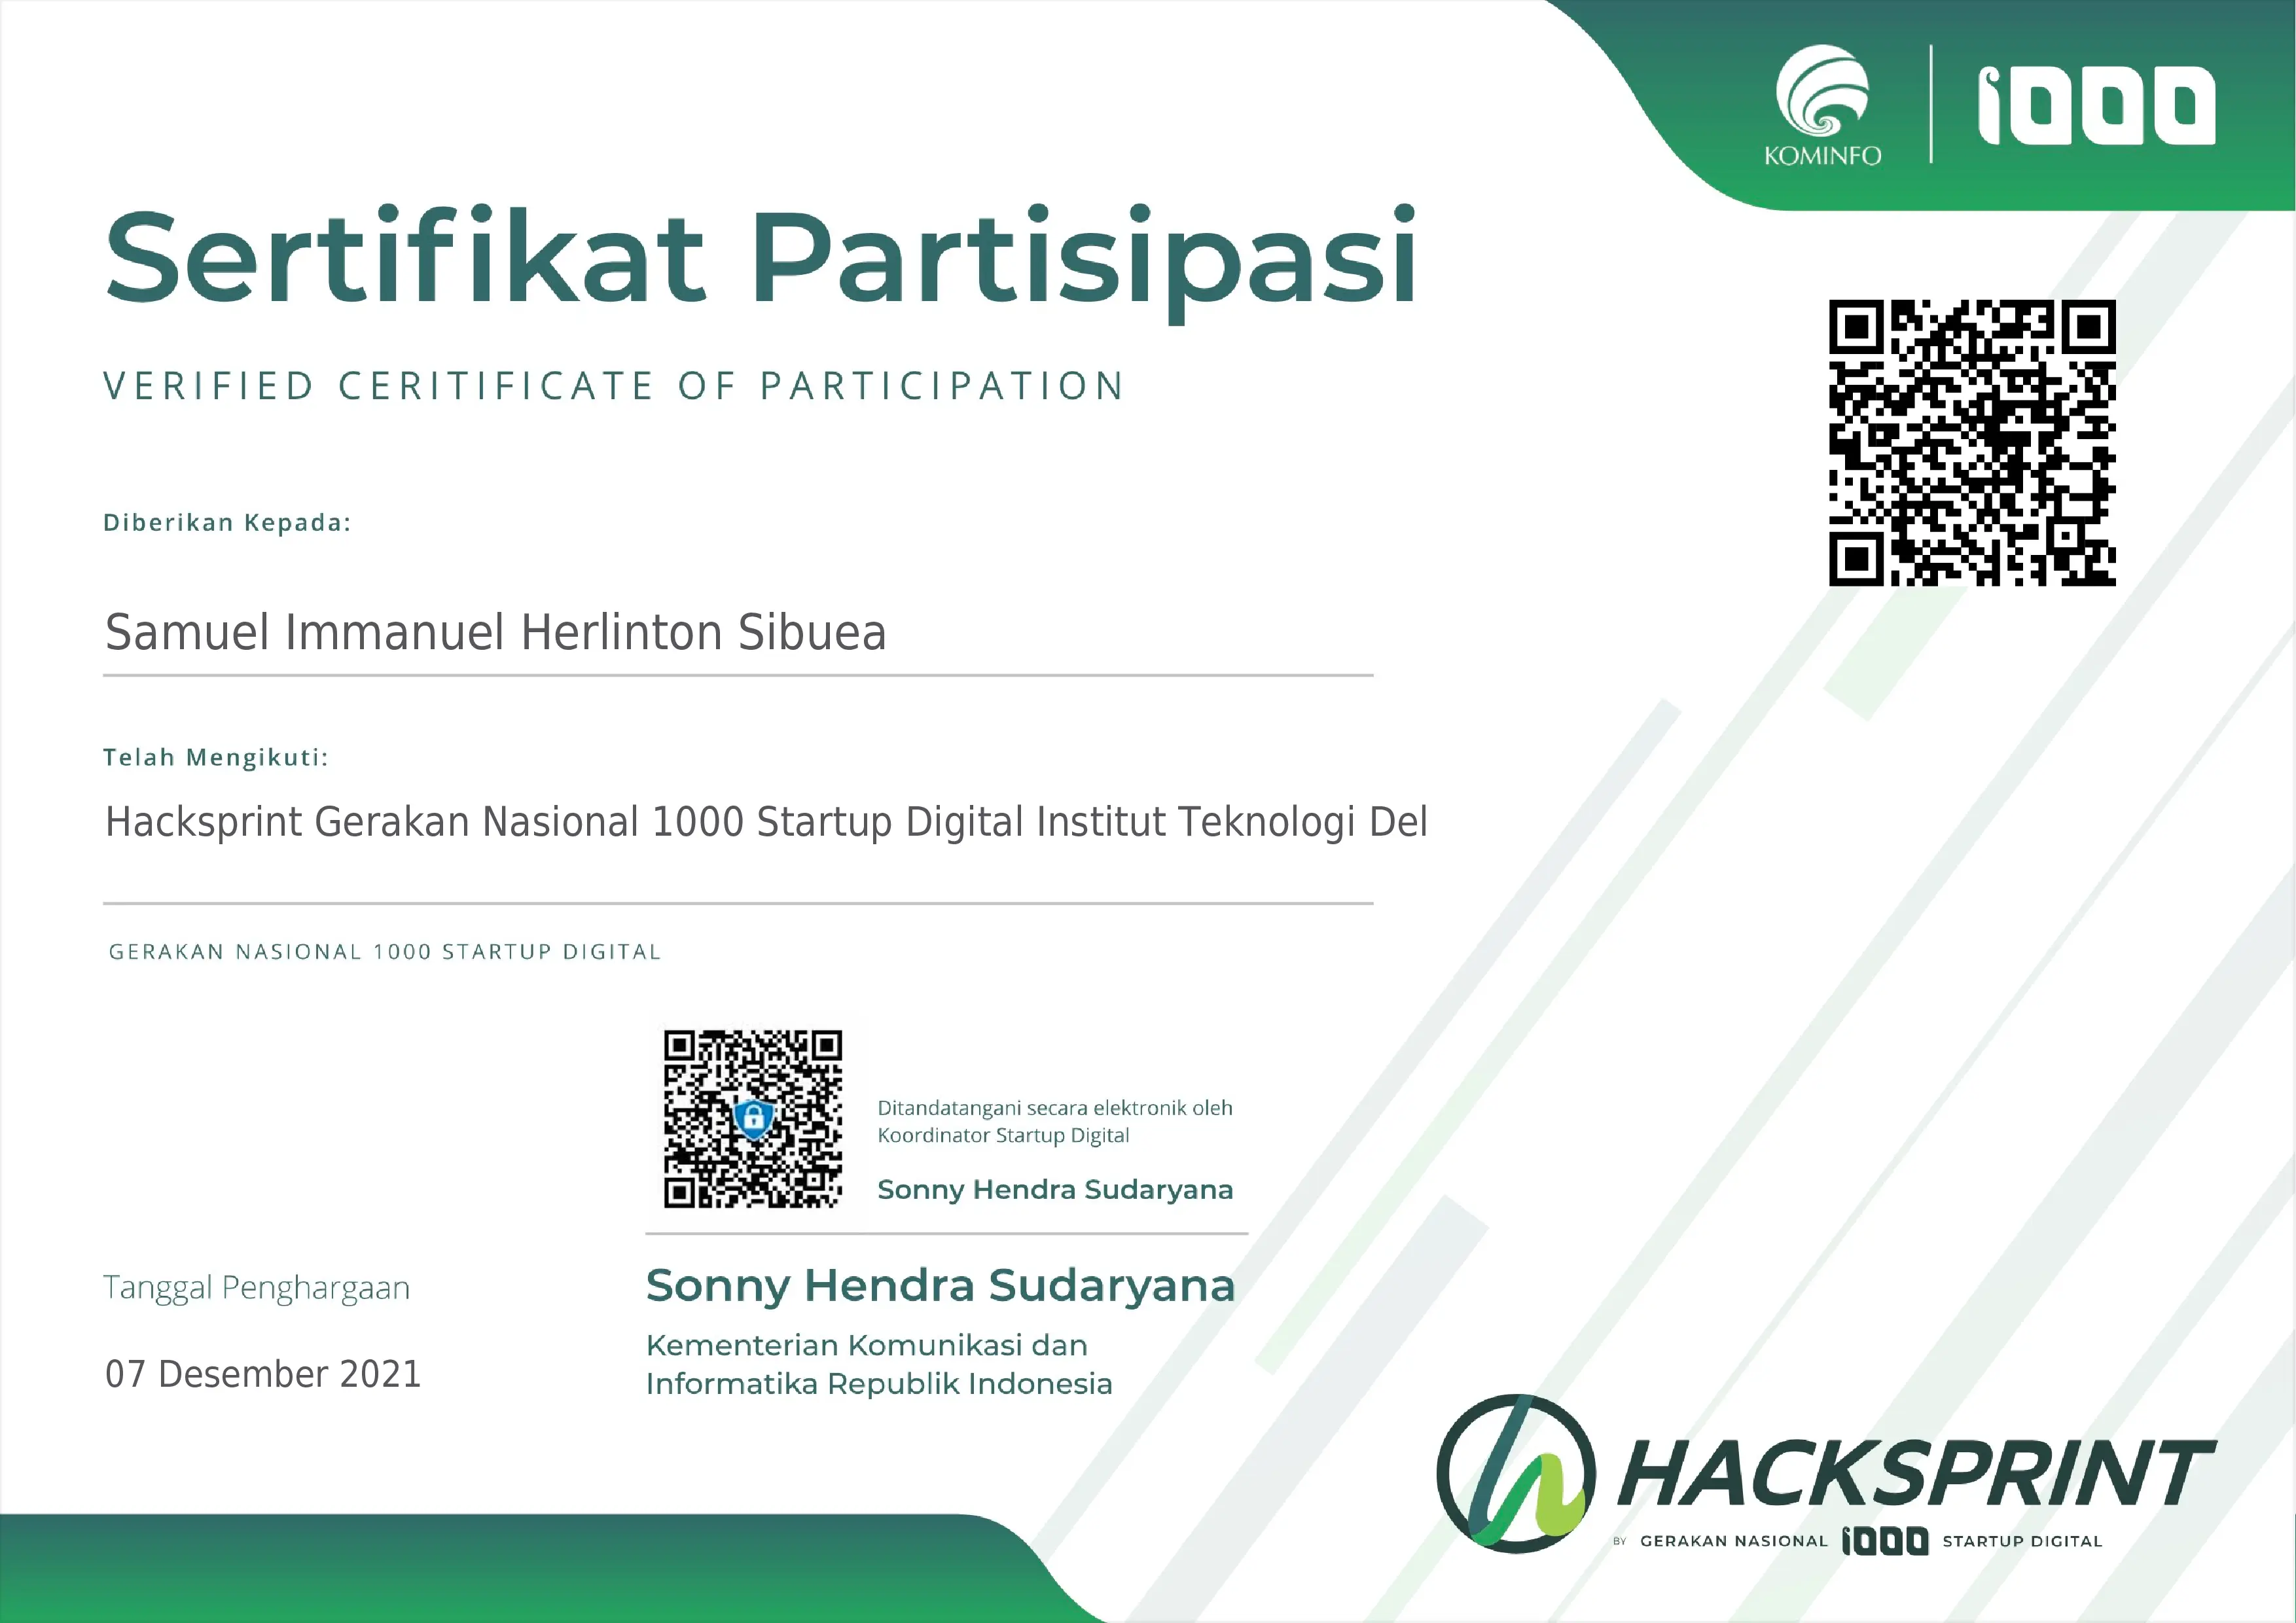 KOMINFO
1000
Sertifikat Partisipasi
VERIFIED CERITIFICATE OF PARTICIPATION
Diberikan Kepada:
Samuel Immanuel Herlinton Sibuea
Telah Mengikuti:
Hacksprint Gerakan Nasional 1000 Startup Digital Institut Teknologi Del
GERAKAN NASIONAL 1000 STARTUP DIGITAL
Ditandatangani secara elektronik oleh
Koordinator Startup Digital
Sonny Hendra Sudaryana
Sonny Hendra Sudaryana
Kementerian Komunikasi dan
Informatika Republik Indonesia
Tanggal Penghargaan
07 Desember 2021
HACKSPRINT
BY GERAKAN NASIONAL 1000 STARTUP DIGITAL